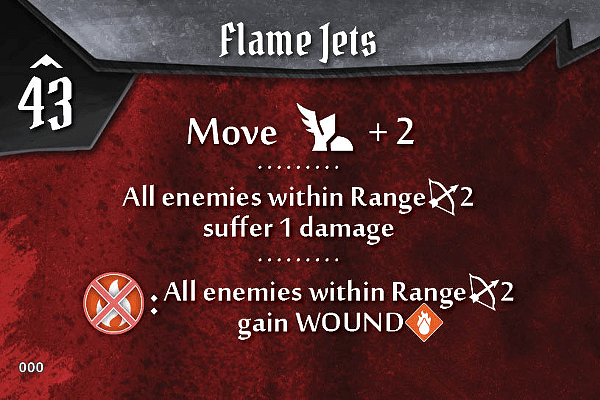 Flame Jets
43
Move + 2
All enemies within Range 2
suffer 1 damage
: All enemies within Range 2
gain WOUND
000